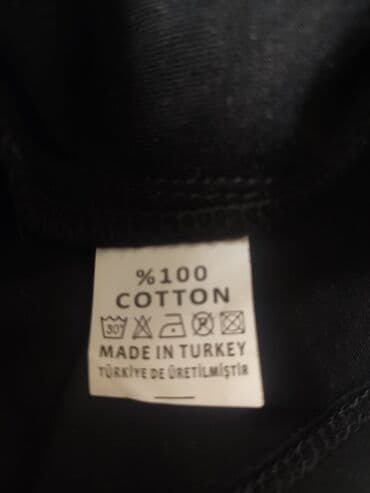 %100
COTTON
30°
MADE IN TURKEY
TÜRKİYE DE ÜRETİLMİŞTİR